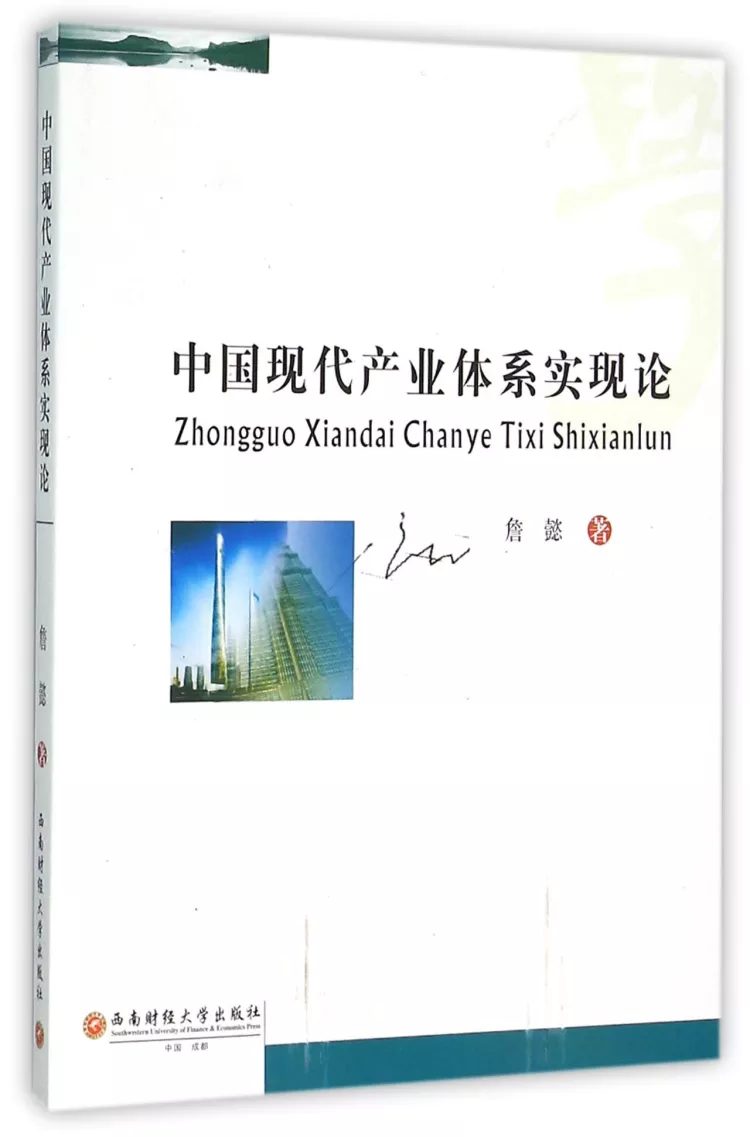 中国现代产业体系实现论
詹懿
著
西南财经大学出版社
中国现代产业体系实现论
Zhongguo Xiandai Chanye Tixi Shixianlun
詹懿
著
西南财经大学出版社
Southwestern University of Finance & Economics Press
中国 成都